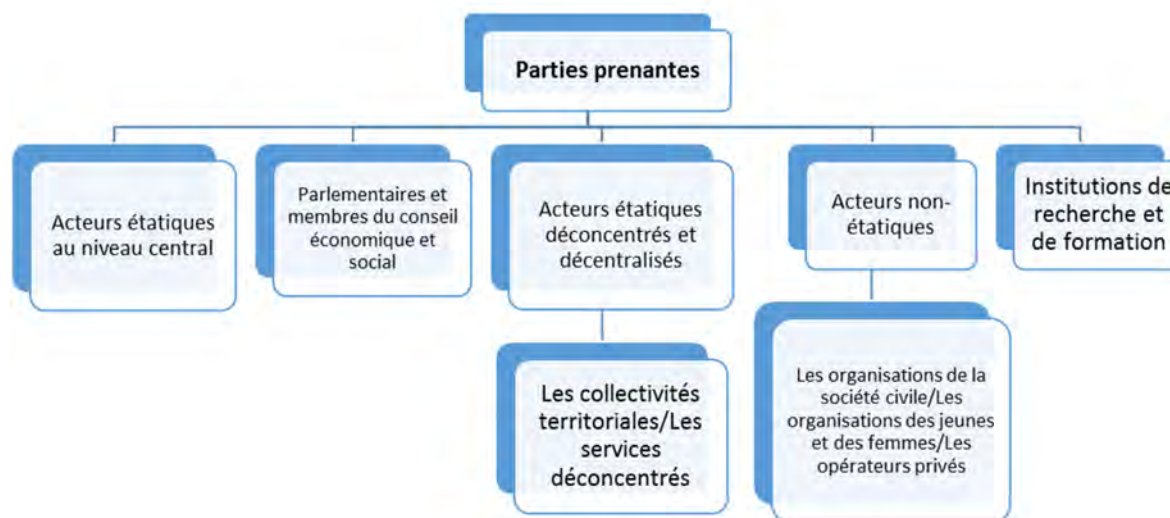 Parties prenantes
Acteurs étatiques
au niveau central
Parlementaires et
membres du conseil
économique et
social
Acteurs étatiques
déconcentrés et
décentralisés
Acteurs non-
étatiques
Institutions de
recherche et
de formation
Les collectivités
territoriales/Les
services
déconcentrés
Les organisations de la
société civile/Les
organisations des jeunes
et des femmes/Les
opérateurs privés